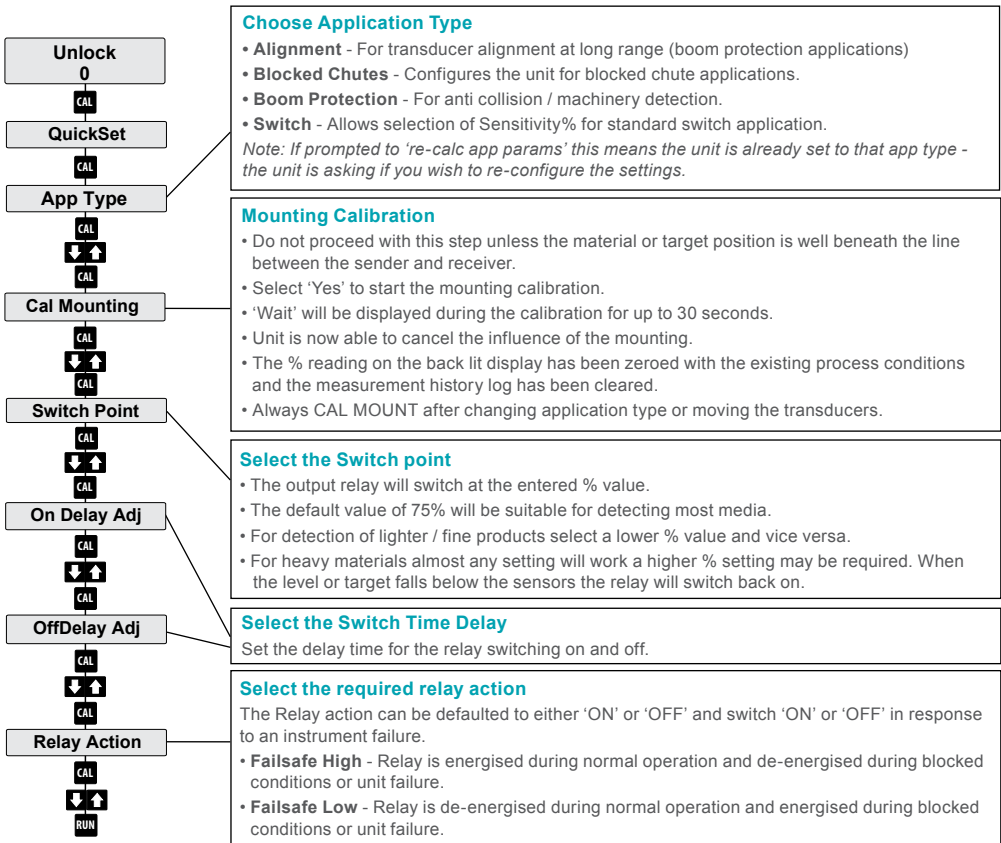 Unlock
0
CAL
QuickSet
CAL
App Type
CAL
CAL
Cal Mounting
CAL
CAL
Switch Point
CAL
CAL
On Delay Adj
CAL
CAL
OffDelay Adj
CAL
CAL
Relay Action
CAL
RUN
Choose Application Type
• Alignment - For transducer alignment at long range (boom protection applications)
• Blocked Chutes - Configures the unit for blocked chute applications.
• Boom Protection - For anti collision / machinery detection.
• Switch - Allows selection of Sensitivity% for standard switch application.
Note: If prompted to ‘re-calc app params’ this means the unit is already set to that app type -
the unit is asking if you wish to re-configure the settings.
Mounting Calibration
• Do not proceed with this step unless the material or target position is well beneath the line
between the sender and receiver.
• Select ‘Yes’ to start the mounting calibration.
• ‘Wait’ will be displayed during the calibration for up to 30 seconds.
• Unit is now able to cancel the influence of the mounting.
• The % reading on the back lit display has been zeroed with the existing process conditions
and the measurement history log has been cleared.
• Always CAL MOUNT after changing application type or moving the transducers.
Select the Switch point
• The output relay will switch at the entered % value.
• The default value of 75% will be suitable for detecting most media.
• For detection of lighter / fine products select a lower % value and vice versa.
• For heavy materials almost any setting will work a higher % setting may be required. When
the level or target falls below the sensors the relay will switch back on.
Select the Switch Time Delay
Set the delay time for the relay switching on and off.
Select the required relay action
The Relay action can be defaulted to either ‘ON’ or ‘OFF’ and switch ‘ON’ or ‘OFF’ in response
to an instrument failure.
• Failsafe High - Relay is energised during normal operation and de-energised during blocked
conditions or unit failure.
• Failsafe Low - Relay is de-energised during normal operation and energised during blocked
conditions or unit failure.